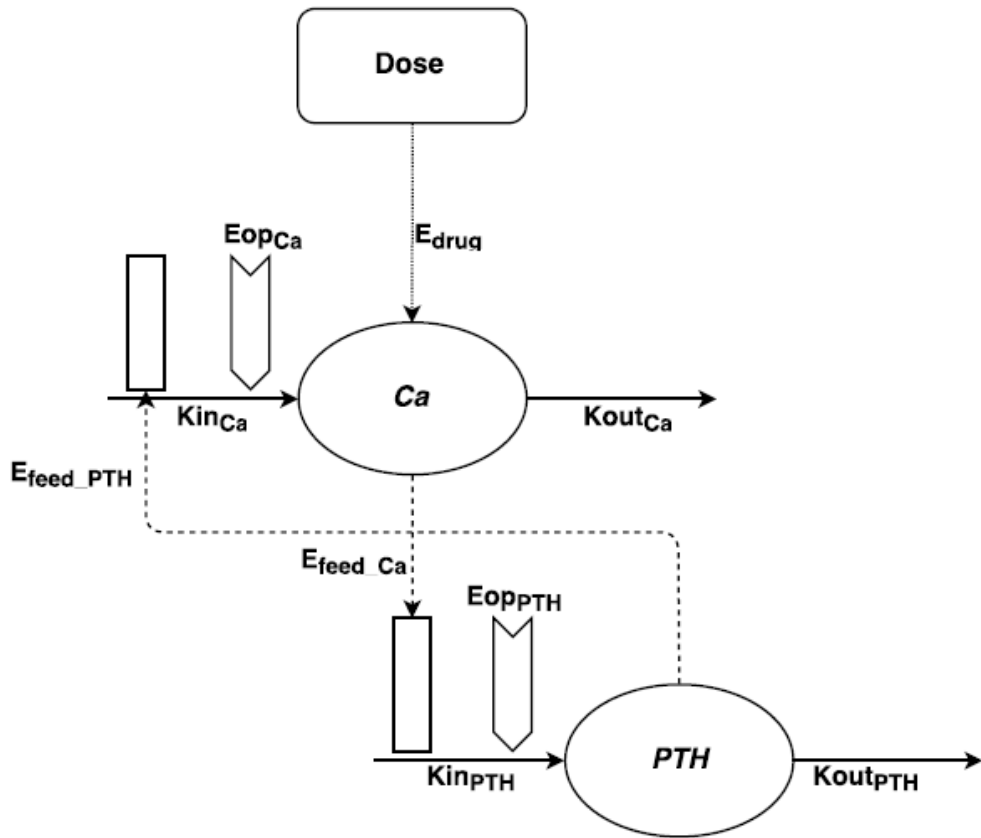 Dose
Eop_Ca
E_drug
Ca
Kin_Ca
Kout_Ca
E_feed_PTH
E_feed_Ca
Eop_PTH
PTH
Kin_PTH
Kout_PTH